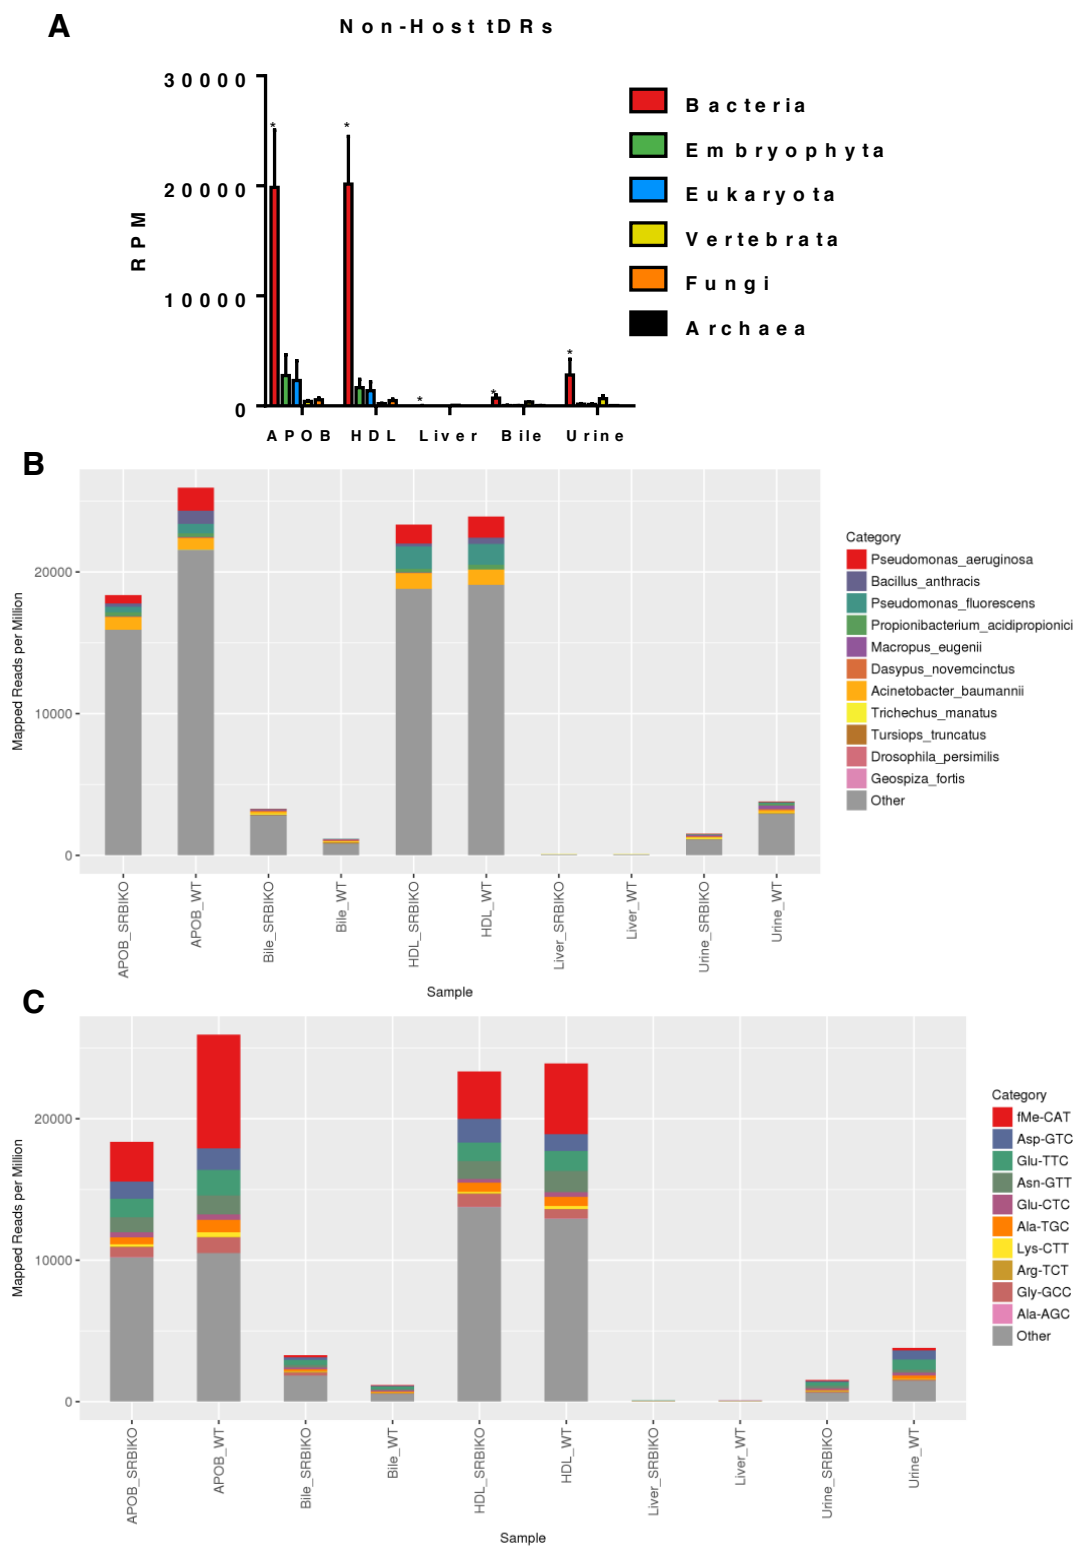 A
Non-Host tDRs
30000
20000
10000
0
RPM
*
*
*
*
*
APOB
HDL
Liver
Bile
Urine
Bacteria
Embryophyta
Eukaryota
Vertebrata
Fungi
Archaea
B
20000
10000
0
Mapped Reads per Million
APOB_SRBIKO
APOB_WT
Bile_SRBIKO
Bile_WT
HDL_SRBIKO
HDL_WT
Liver_SRBIKO
Liver_WT
Urine_SRBIKO
Urine_WT
Sample
Category
Pseudomonas_aeruginosa
Bacillus_anthracis
Pseudomonas_fluorescens
Propionibacterium_acidipropionici
Macropus_eugenii
Dasypus_novemcinctus
Acinetobacter_baumannii
Trichechus_manatus
Tursiops_truncatus
Drosophila_persimilis
Geospiza_fortis
Other
C
20000
10000
0
Mapped Reads per Million
APOB_SRBIKO
APOB_WT
Bile_SRBIKO
Bile_WT
HDL_SRBIKO
HDL_WT
Liver_SRBIKO
Liver_WT
Urine_SRBIKO
Urine_WT
Sample
Category
fMe-CAT
Asp-GTC
Glu-TTC
Asn-GTT
Glu-CTC
Ala-TGC
Lys-CTT
Arg-TCT
Gly-GCC
Ala-AGC
Other